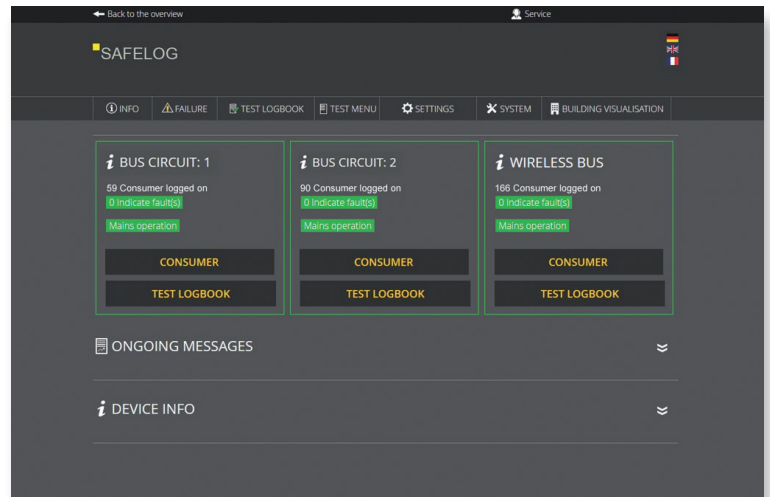 Back to the overview
Service
SAFELOG
INFO
FAILURE
TEST LOGBOOK
TEST MENU
SETTINGS
SYSTEM
BUILDING VISUALISATION
BUS CIRCUIT: 1
59 Consumer logged on
0 Indicate fault(s)
Mains operation
CONSUMER
TEST LOGBOOK
BUS CIRCUIT: 2
90 Consumer logged on
0 Indicate fault(s)
Mains operation
CONSUMER
TEST LOGBOOK
WIRELESS BUS
166 Consumer logged on
0 Indicate fault(s)
Mains operation
CONSUMER
TEST LOGBOOK
ONGOING MESSAGES
DEVICE INFO